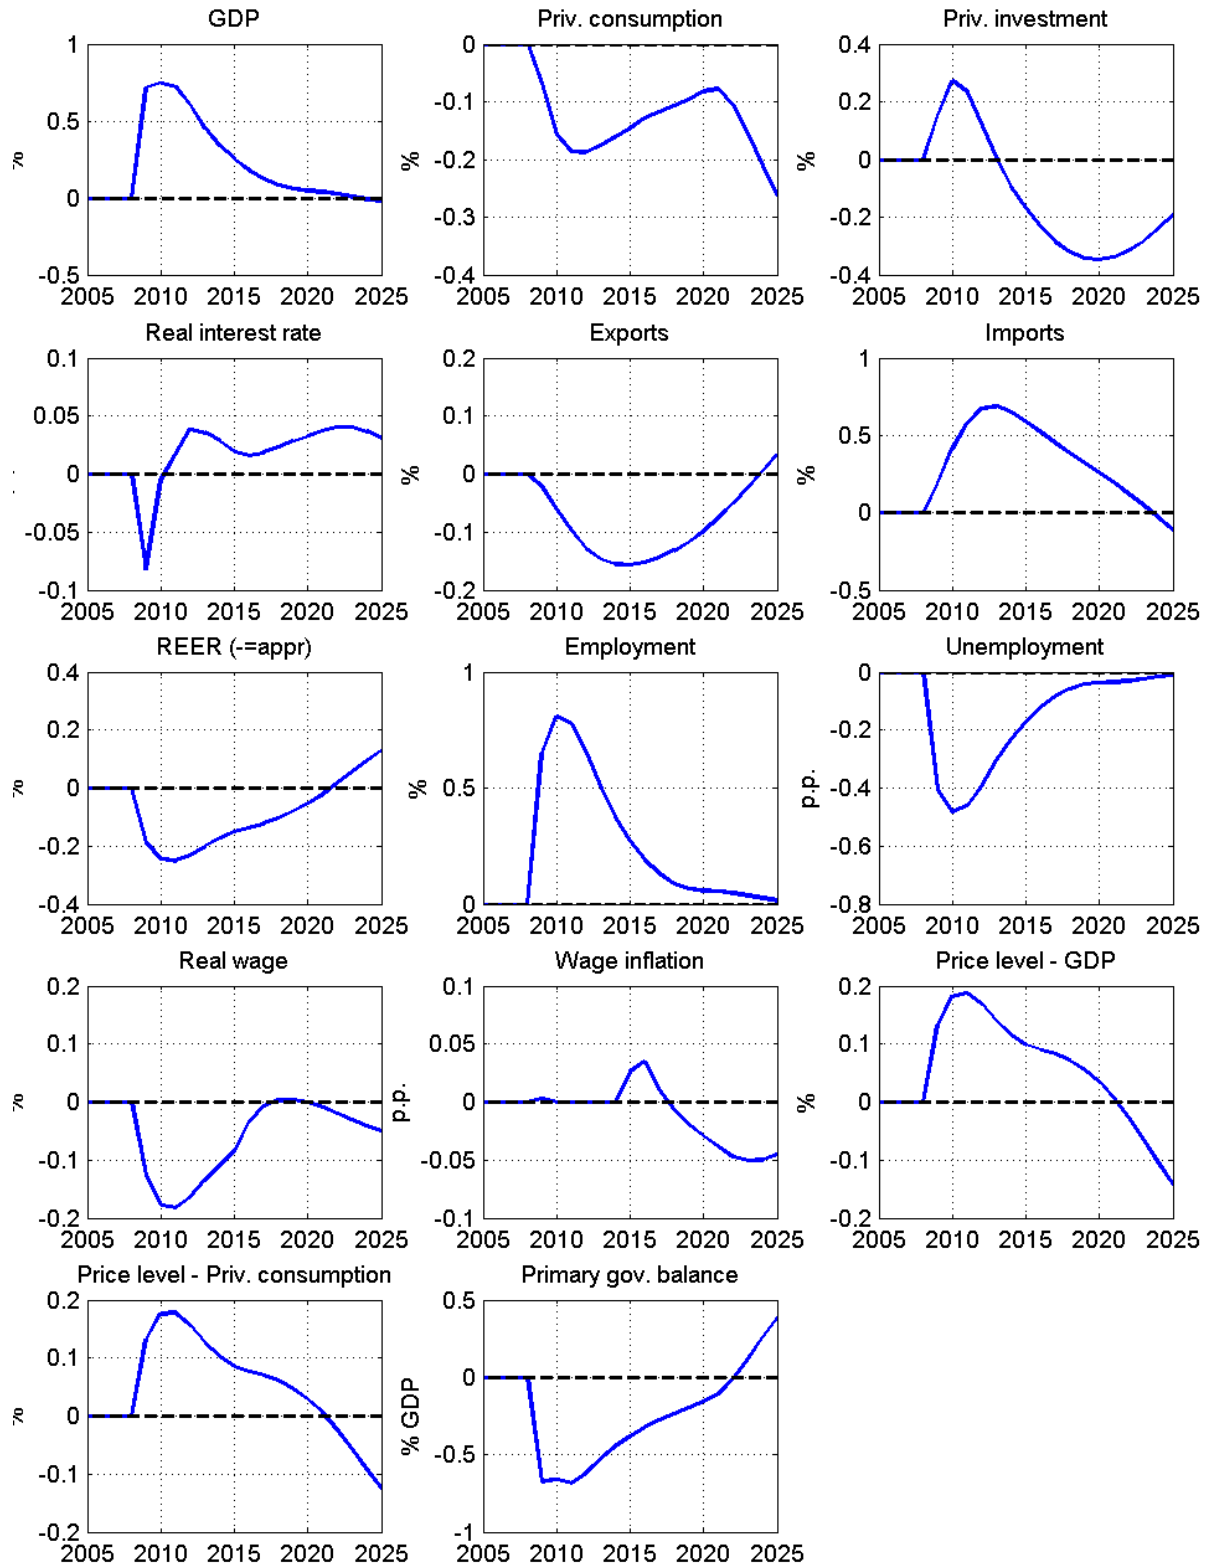 GDP
Priv. consumption
Priv. investment
1
0.5
0
-0.5
%
2005 2010 2015 2020 2025
0
-0.1
-0.2
-0.3
-0.4
%
2005 2010 2015 2020 2025
0.4
0.2
0
-0.2
-0.4
%
2005 2010 2015 2020 2025
Real interest rate
Exports
Imports
0.1
0.05
0
-0.05
-0.1
2005 2010 2015 2020 2025
0.2
0.1
0
-0.1
-0.2
%
2005 2010 2015 2020 2025
1
0.5
0
-0.5
%
2005 2010 2015 2020 2025
REER (-=appr)
Employment
Unemployment
0.4
0.2
0
-0.2
-0.4
%
2005 2010 2015 2020 2025
1
0.5
0
%
2005 2010 2015 2020 2025
0
-0.2
-0.4
-0.6
-0.8
p.p.
2005 2010 2015 2020 2025
Real wage
Wage inflation
Price level - GDP
0.2
0.1
0
-0.1
-0.2
%
2005 2010 2015 2020 2025
0.1
0.05
0
-0.05
-0.1
p.p.
2005 2010 2015 2020 2025
0.2
0.1
0
-0.1
-0.2
%
2005 2010 2015 2020 2025
Price level - Priv. consumption
Primary gov. balance
0.2
0.1
0
-0.1
-0.2
%
2005 2010 2015 2020 2025
0.5
0
-0.5
-1
% GDP
2005 2010 2015 2020 2025